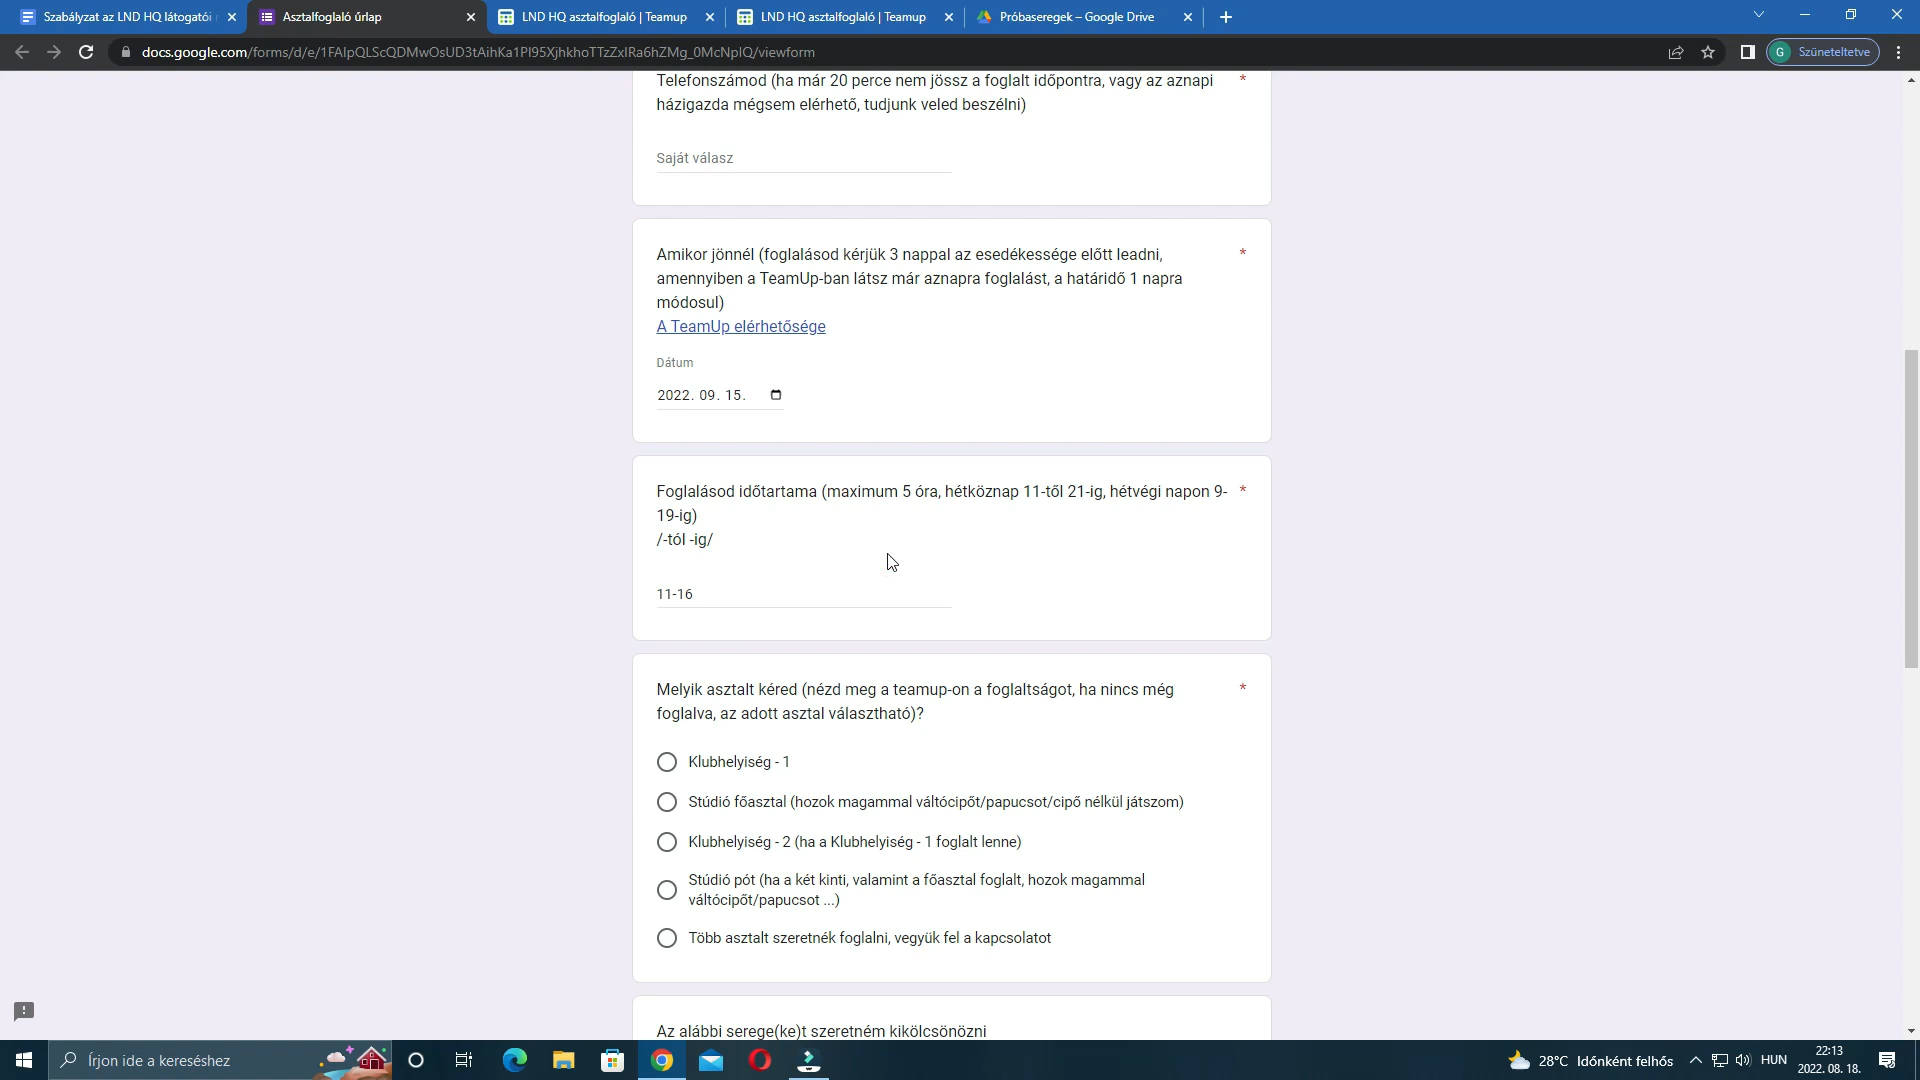 Szabályzat az LND HQ látogatói
Asztalfoglaló űrlap
LND HQ asztalfoglaló | Teamup
LND HQ asztalfoglaló | Teamup
Próbaseregek – Google Drive
docs.google.com/forms/d/e/1FAIpQLScQDMwOsUD3tAihKa1PI95XjhkhoTTzZxIRa6hZMg_0McNpIQ/viewform
G Szüneteltetve
Telefonszámod (ha már 20 perce nem jössz a foglalt időpontra, vagy az aznapi *
házigazda mégsem elérhető, tudjunk veled beszélni)
Saját válasz
Amikor jönnél (foglalásod kérjük 3 nappal az esedékessége előtt leadni, *
amennyiben a TeamUp-ban látsz már aznapra foglalást, a határidő 1 napra
módosul)
A TeamUp elérhetősége
Dátum
2022. 09. 15.
Foglalásod időtartama (maximum 5 óra, hétköznap 11-től 21-ig, hétvégi napon 9- *
19-ig)
/-tól -ig/
11-16
Melyik asztalt kéred (nézd meg a teamup-on a foglaltságot, ha nincs még *
foglalva, az adott asztal választható)?
Klubhelyiség - 1
Stúdió főasztal (hozok magammal váltócipőt/papucsot/cipő nélkül játszom)
Klubhelyiség - 2 (ha a Klubhelyiség - 1 foglalt lenne)
Stúdió pót (ha a két kinti, valamint a főasztal foglalt, hozok magammal
váltócipőt/papucsot ...)
Több asztalt szeretnék foglalni, vegyük fel a kapcsolatot
Az alábbi serege(ke)t szeretném kikölcsönözni
Írjon ide a kereséshez
28°C Időnként felhős
HUN
22:13
2022. 08. 18.